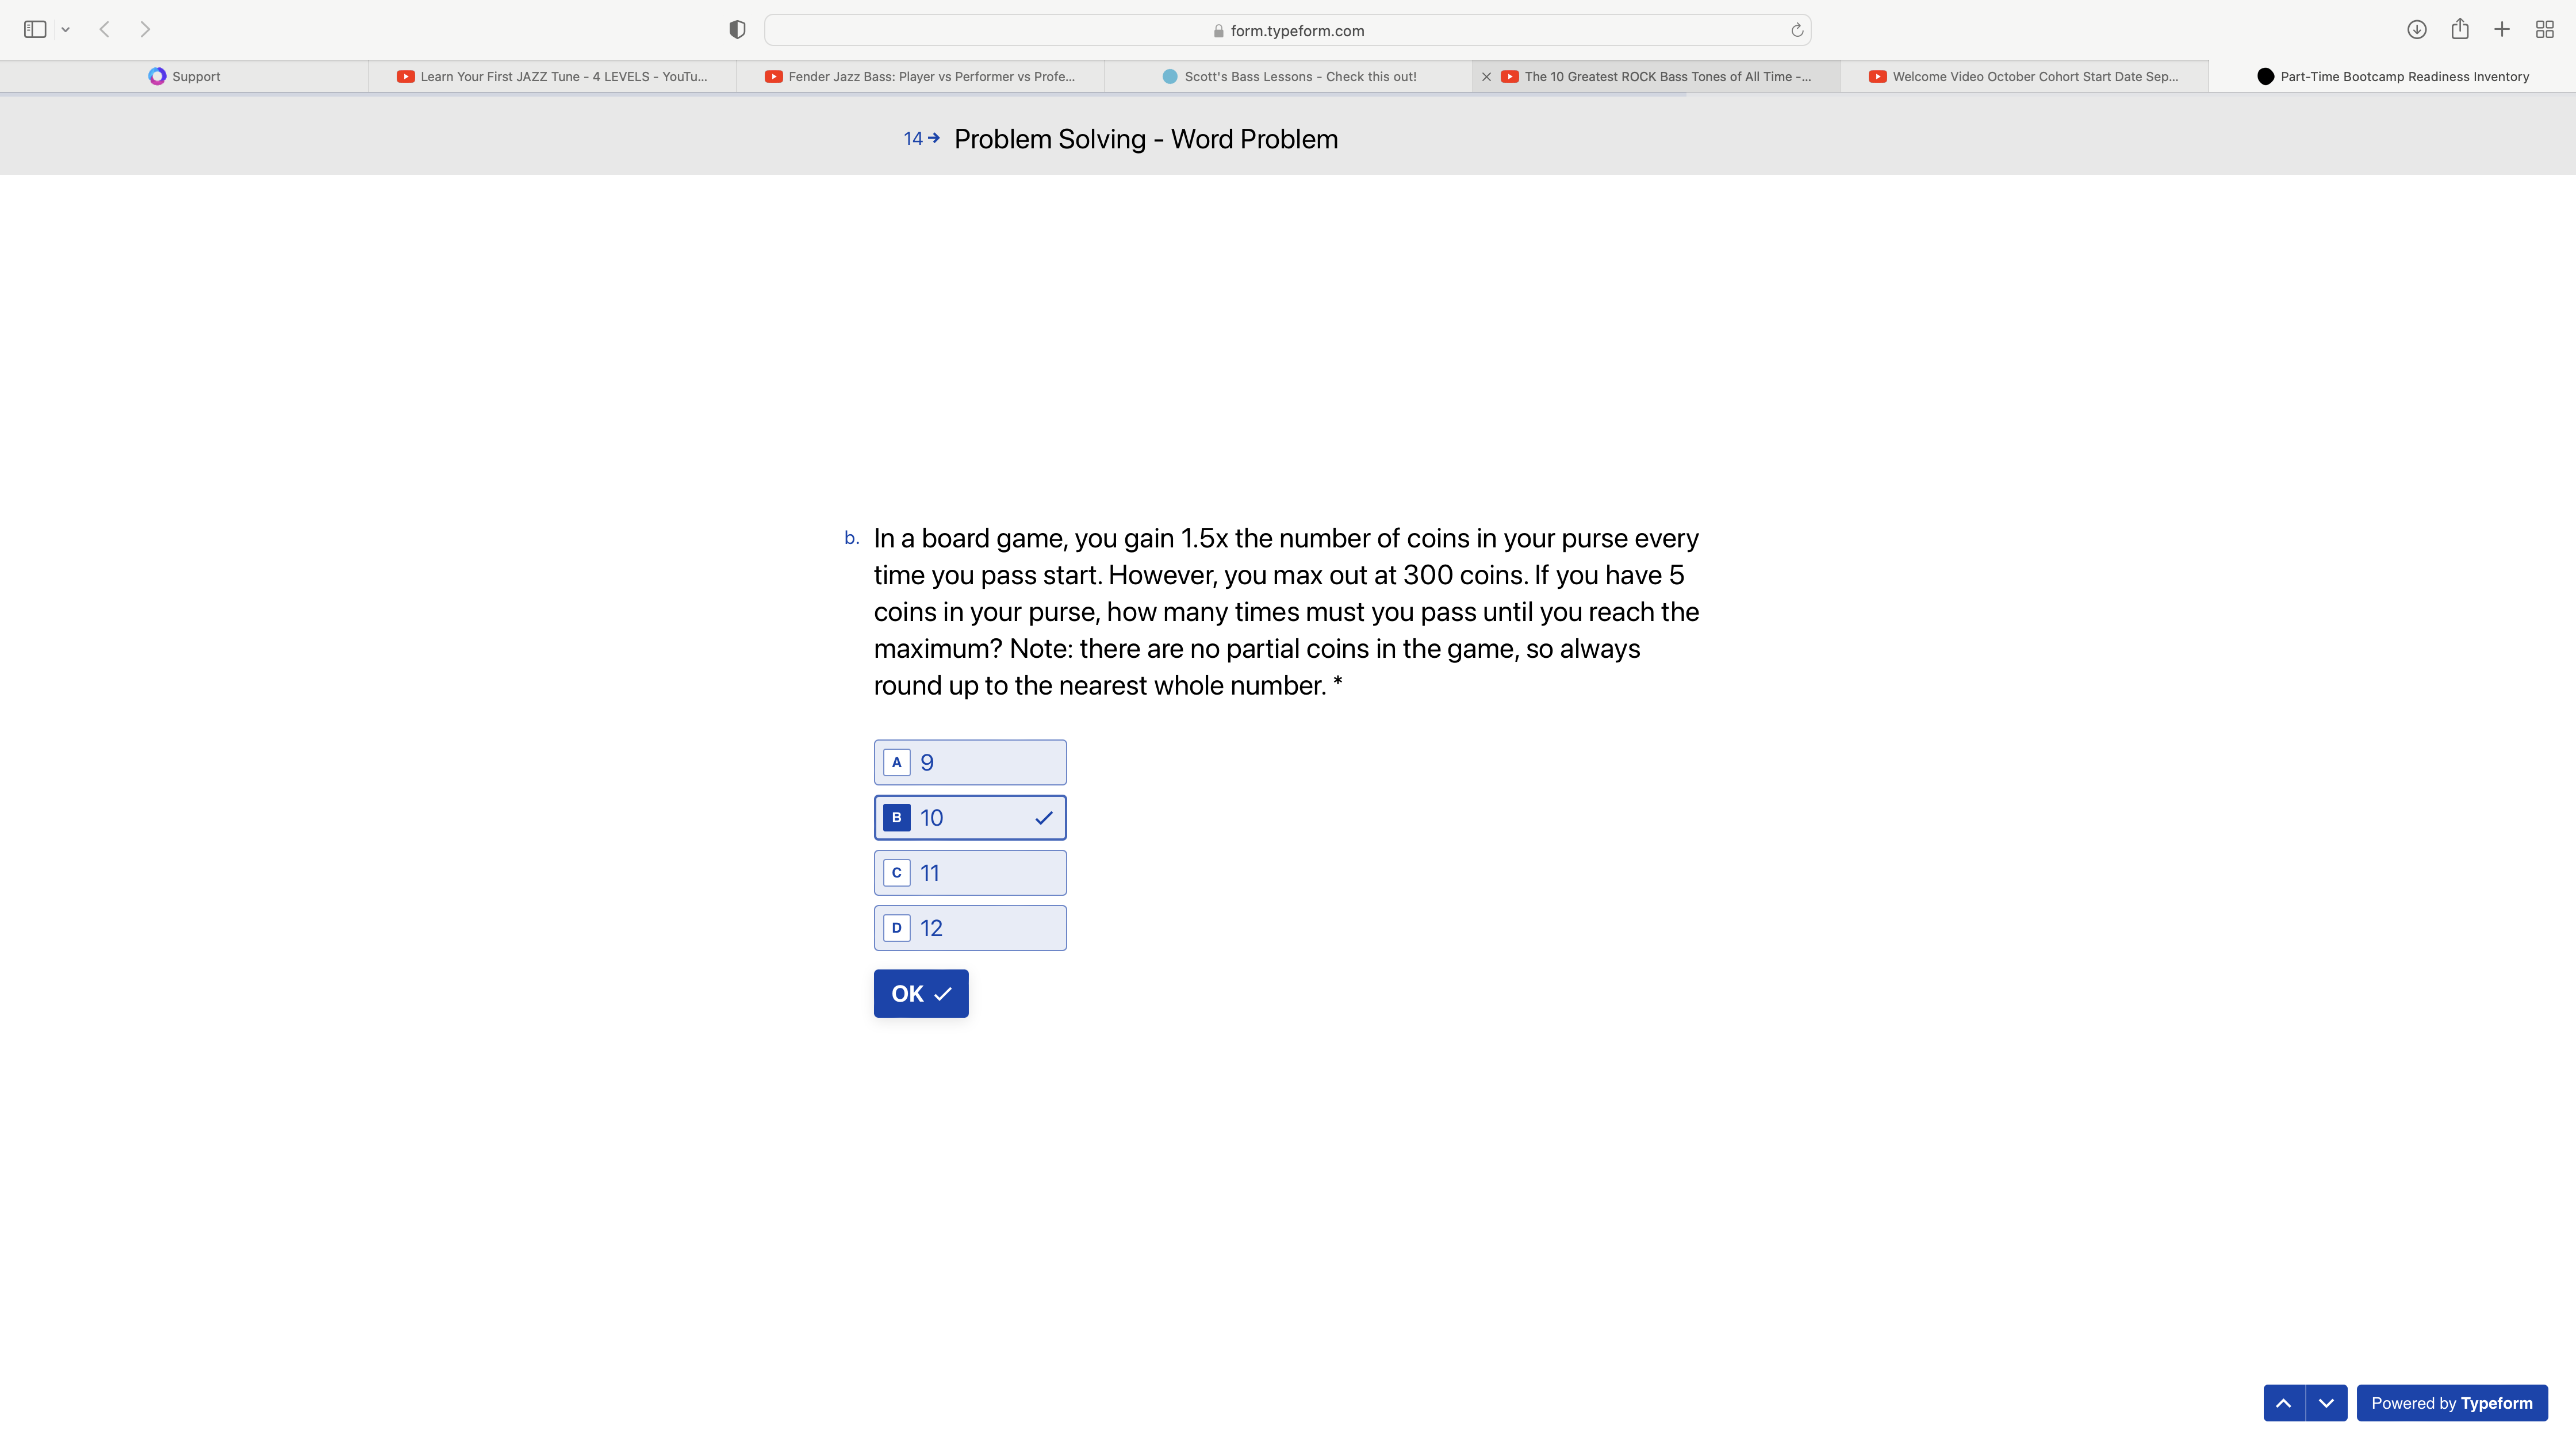 form.typeform.com
Support
Learn Your First JAZZ Tune - 4 LEVELS - YouTu...
Fender Jazz Bass: Player vs Performer vs Profe...
Scott's Bass Lessons - Check this out!
The 10 Greatest ROCK Bass Tones of All Time -...
Welcome Video October Cohort Start Date Sep...
Part-Time Bootcamp Readiness Inventory
14 → Problem Solving - Word Problem
b. In a board game, you gain 1.5x the number of coins in your purse every
time you pass start. However, you max out at 300 coins. If you have 5
coins in your purse, how many times must you pass until you reach the
maximum? Note: there are no partial coins in the game, so always
round up to the nearest whole number. *
A 9
B 10
C 11
D 12
OK
Powered by Typeform